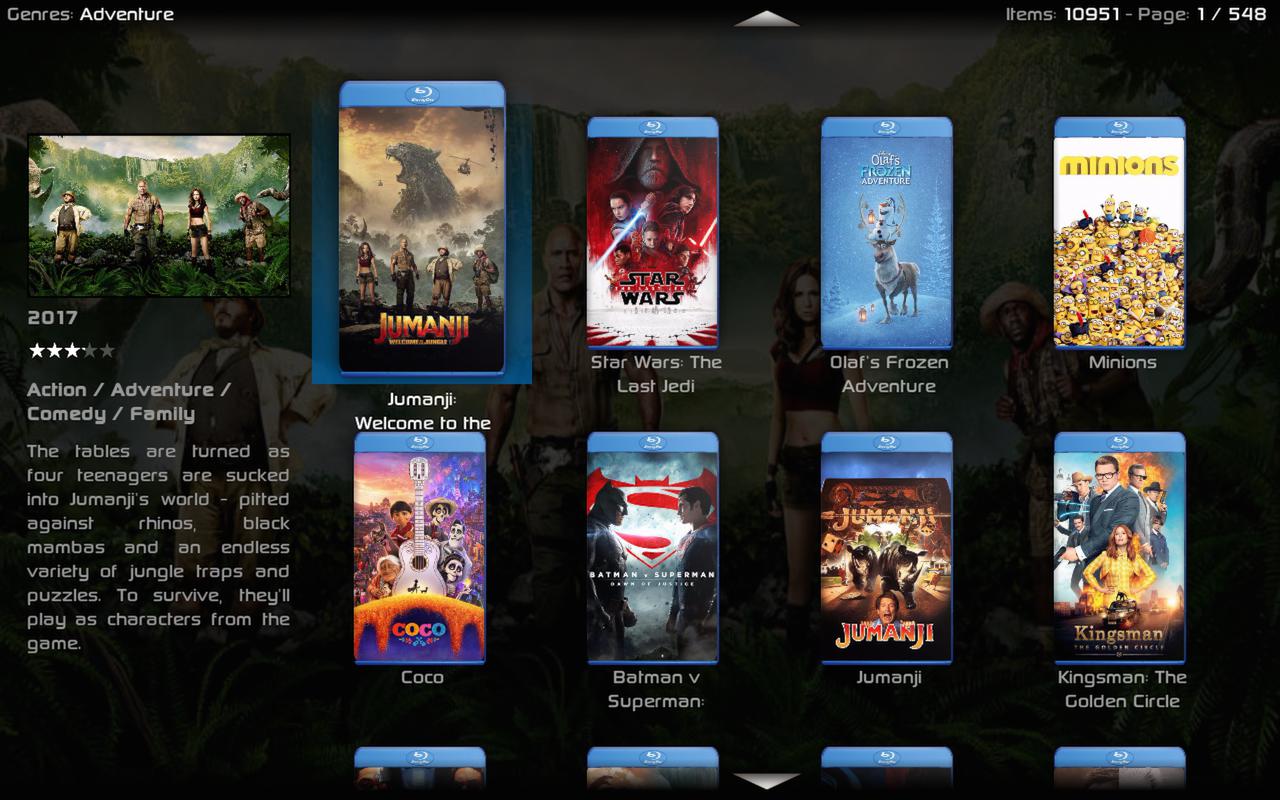 Genres: Adventure
Items: 10951 - Page: 1 / 548
2017
Action / Adventure /
Comedy / Family
The tables are turned as
four teenagers are sucked
into Jumanji's world - pitted
against rhinos, black
mambas and an endless
variety of jungle traps and
puzzles. To survive, they'll
play as characters from the
game.
JUMANJI
WELCOME TO THE JUNGLE
Jumanji:
Welcome to the
STAR
WARS
Star Wars: The
Last Jedi
Olaf's
FROZEN
ADVENTURE
Olaf's Frozen
Adventure
MINIONS
Minions
COCO
Coco
BATMAN v SUPERMAN
DAWN OF JUSTICE
Batman v
Superman:
JUMANJI
JUMANJI
Jumanji
Kingsman
THE GOLDEN CIRCLE
Kingsman: The
Golden Circle